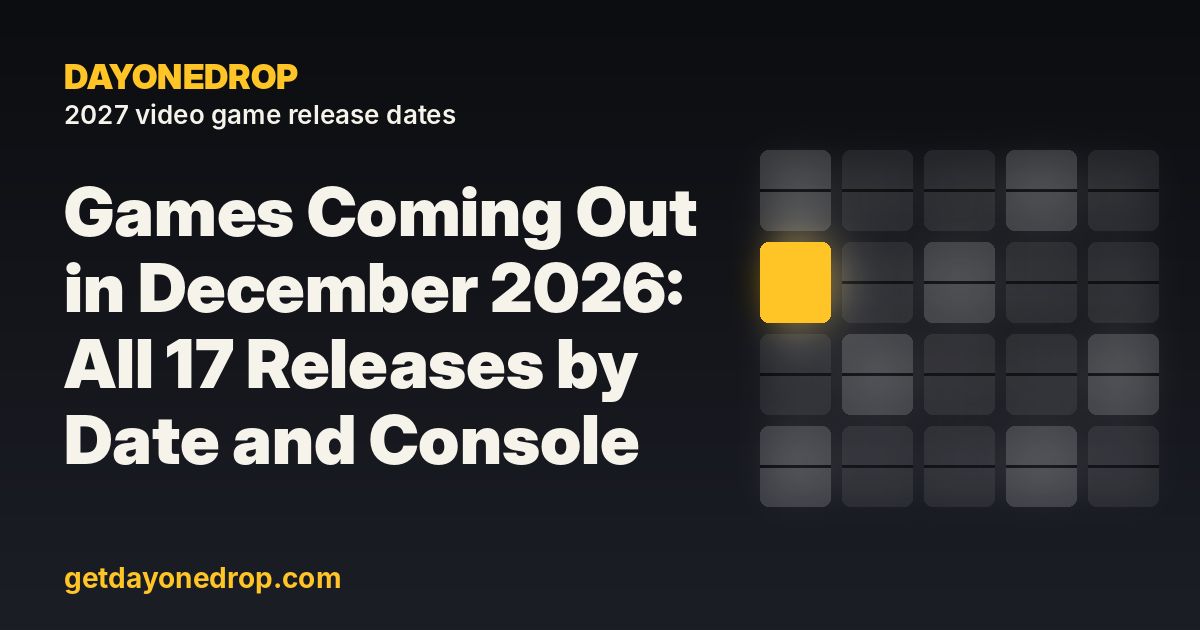 DAYONEDROP
2027 video game release dates
Games Coming Out
in December 2026:
All 17 Releases by
Date and Console
getdayonedrop.com